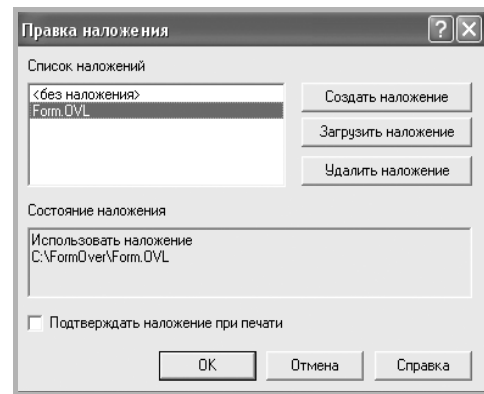 Правка наложения
Список наложений
<без наложения>
Form.OVL
Создать наложение
Загрузить наложение
Удалить наложение
Состояние наложения
Использовать наложение
C:\FormOver\Form.OVL
Подтверждать наложение при печати
OK Отмена Справка